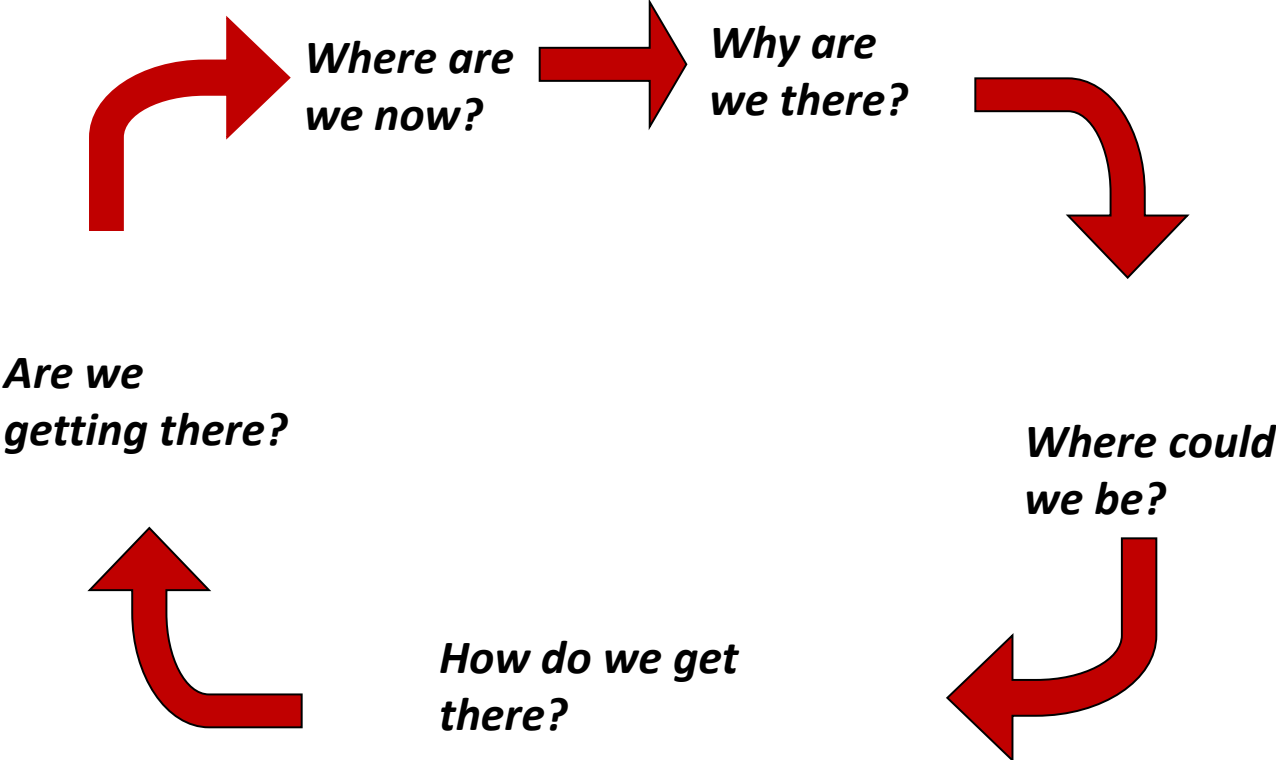 Where are
we now?
Why are
we there?
Where could
we be?
How do we get
there?
Are we
getting there?